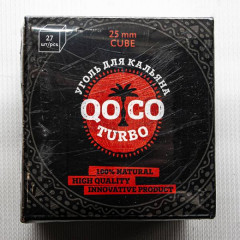 25 mm
CUBE
27
шт/pcs
УГОЛЬ ДЛЯ КАЛЬЯНА
QOCO
TURBO
100% NATURAL
HIGH QUALITY
INNOVATIVE PRODUCT